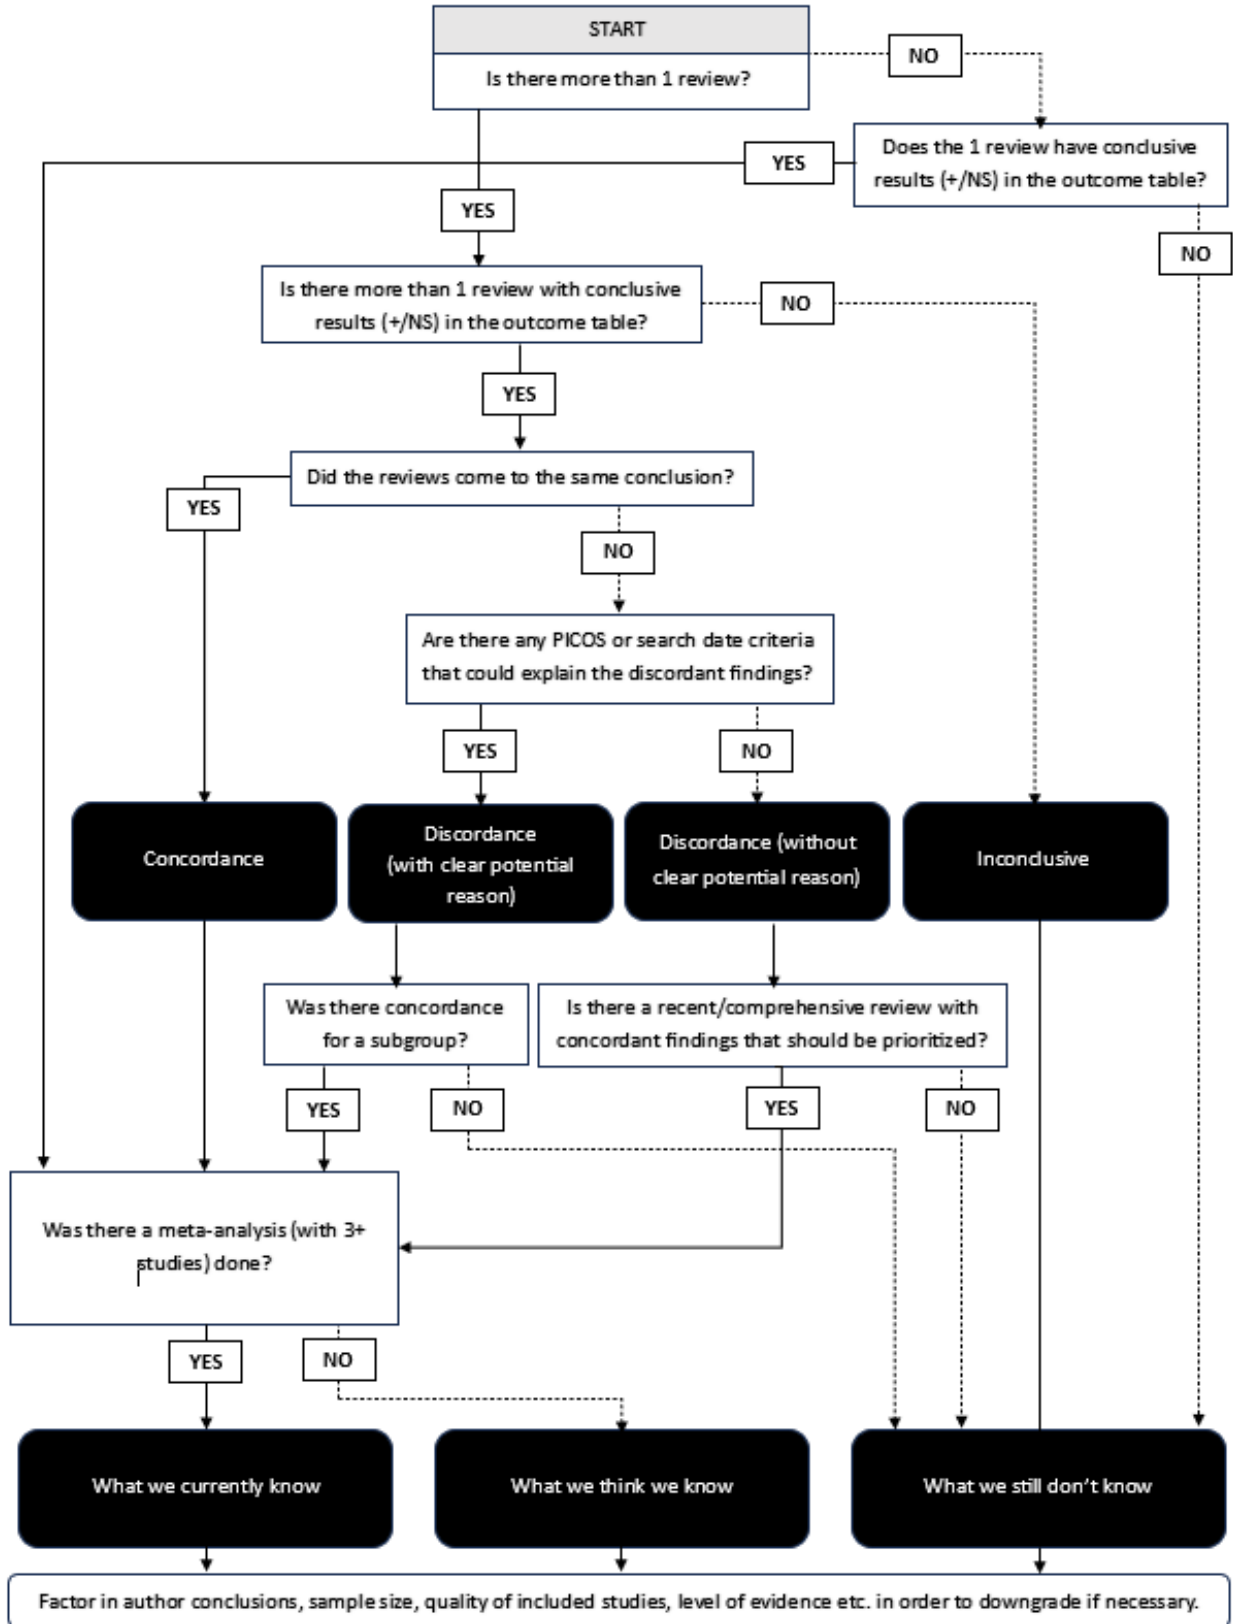 START
Is there more than 1 review?
NO
Does the 1 review have conclusive
results (+/NS) in the outcome table?
YES
NO
YES
Is there more than 1 review with conclusive
results (+/NS) in the outcome table?
NO
YES
Did the reviews come to the same conclusion?
YES
NO
Are there any PICOS or search date criteria
that could explain the discordant findings?
YES
NO
Concordance
Discordance
(with clear potential
reason)
Discordance (without
clear potential reason)
Inconclusive
Was there concordance
for a subgroup?
Is there a recent/comprehensive review with
concordant findings that should be prioritized?
YES
NO
YES
NO
Was there a meta-analysis (with 3+
studies) done?
YES
NO
What we currently know
What we think we know
What we still don't know
Factor in author conclusions, sample size, quality of included studies, level of evidence etc. in order to downgrade if necessary.